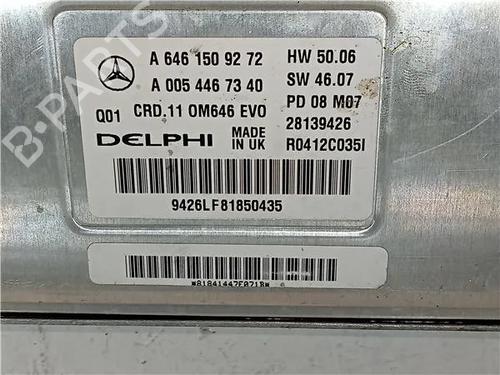 A 646 150 92 72 HW 50.06
A 005 446 73 40 SW 46.07
Q01 CRD.11 OM646 EVO PD 08 M07
DELPHI MADE IN UK 28139426
R0412C035I
9426LF81850435
*81841447F071B*